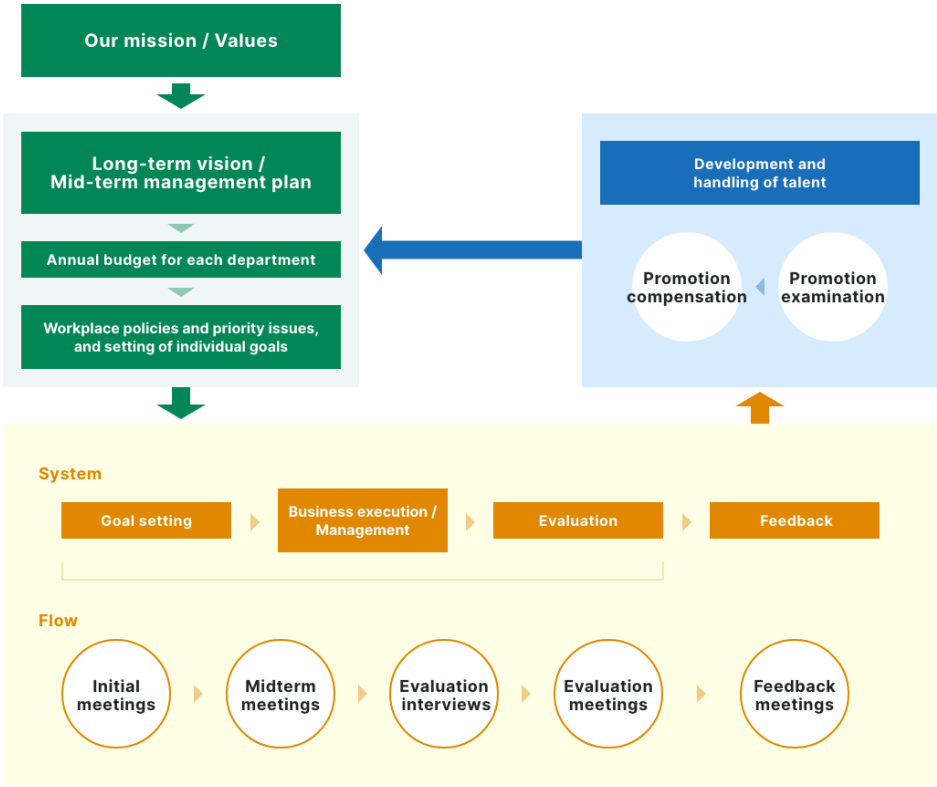 Our mission / Values
Long-term vision /
Mid-term management plan
Annual budget for each department
Workplace policies and priority issues,
and setting of individual goals
Development and
handling of talent
Promotion
compensation
Promotion
examination
System
Goal setting
Business execution /
Management
Evaluation
Feedback
Flow
Initial
meetings
Midterm
meetings
Evaluation
interviews
Evaluation
meetings
Feedback
meetings